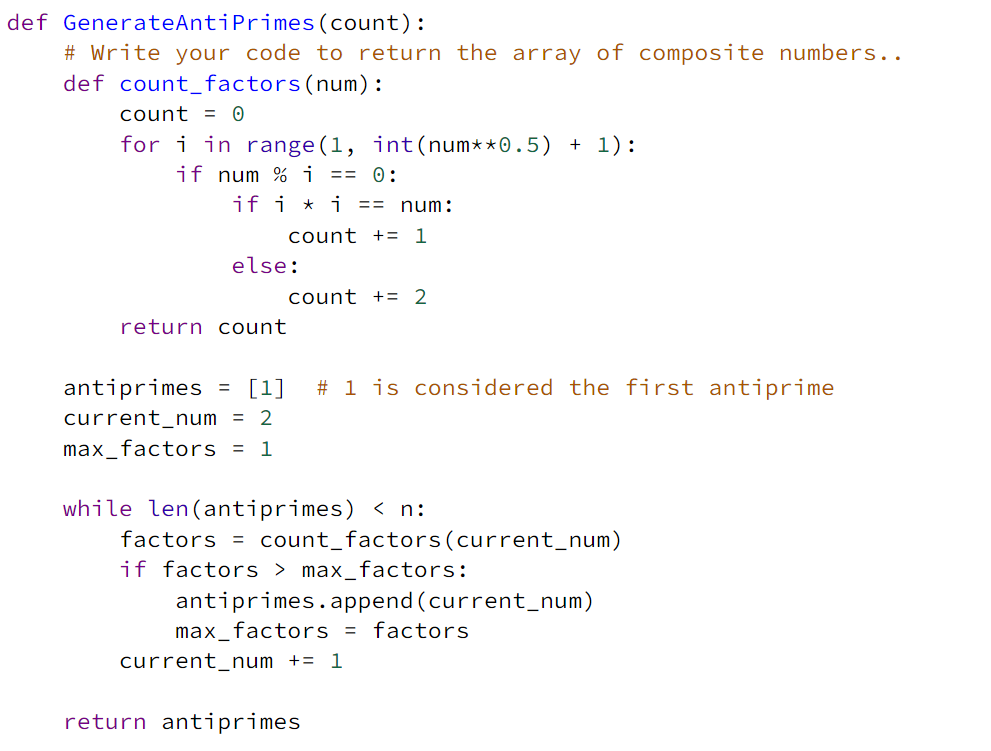 def GenerateAntiPrimes(count):
    # Write your code to return the array of composite numbers..
    def count_factors(num):
        count = 0
        for i in range(1, int(num**0.5) + 1):
            if num % i == 0:
                if i * i == num:
                    count += 1
                else:
                    count += 2
        return count

    antiprimes = [1]  # 1 is considered the first antiprime
    current_num = 2
    max_factors = 1

    while len(antiprimes) < n:
        factors = count_factors(current_num)
        if factors > max_factors:
            antiprimes.append(current_num)
            max_factors = factors
        current_num += 1

    return antiprimes